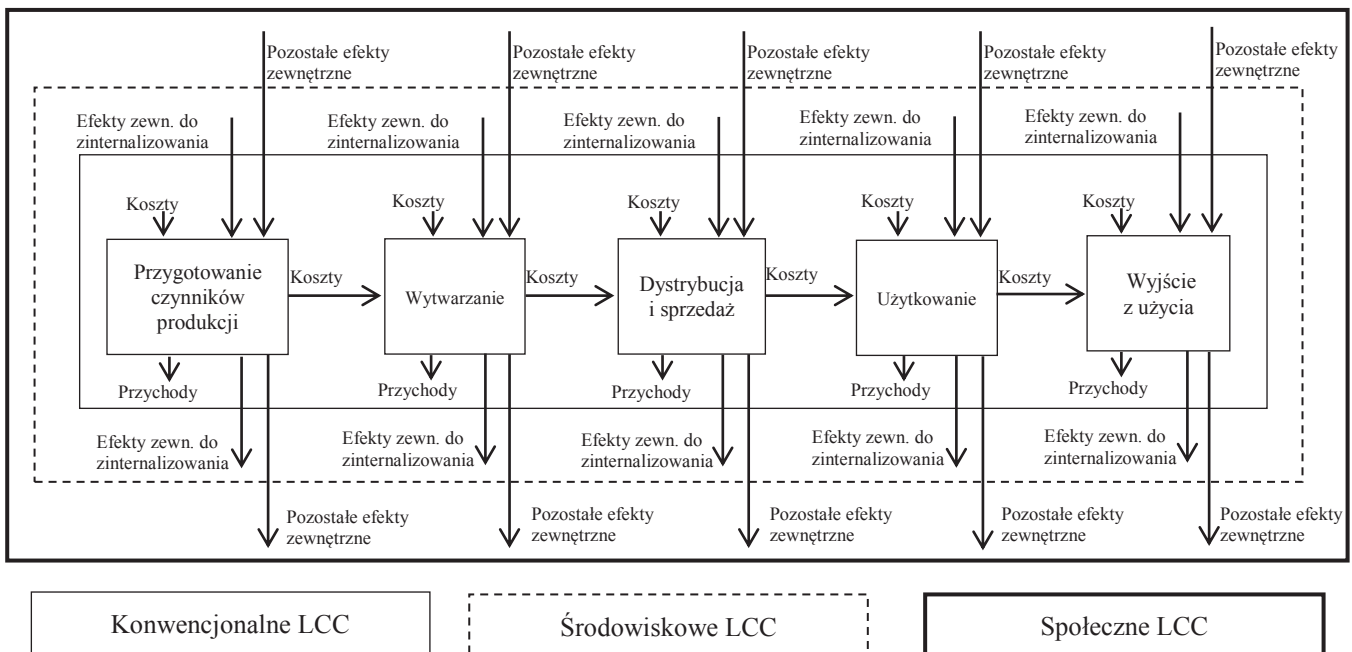 Pozostałe efekty
zewnętrzne
Pozostałe efekty
zewnętrzne
Pozostałe efekty
zewnętrzne
Pozostałe efekty
zewnętrzne
Pozostałe efekty
zewnętrzne
Efekty zewn. do
zinternalizowania
Efekty zewn. do
zinternalizowania
Efekty zewn. do
zinternalizowania
Efekty zewn. do
zinternalizowania
Efekty zewn. do
zinternalizowania
Koszty
Koszty
Koszty
Koszty
Koszty
Przygotowanie
czynników
produkcji
Koszty
Wytwarzanie
Koszty
Dystrybucja
i sprzedaż
Koszty
Użytkowanie
Koszty
Wyjście
z użycia
Przychody
Przychody
Przychody
Przychody
Przychody
Efekty zewn. do
zinternalizowania
Efekty zewn. do
zinternalizowania
Efekty zewn. do
zinternalizowania
Efekty zewn. do
zinternalizowania
Efekty zewn. do
zinternalizowania
Pozostałe efekty
zewnętrzne
Pozostałe efekty
zewnętrzne
Pozostałe efekty
zewnętrzne
Pozostałe efekty
zewnętrzne
Pozostałe efekty
zewnętrzne
Konwencjonalne LCC
Środowiskowe LCC
Społeczne LCC